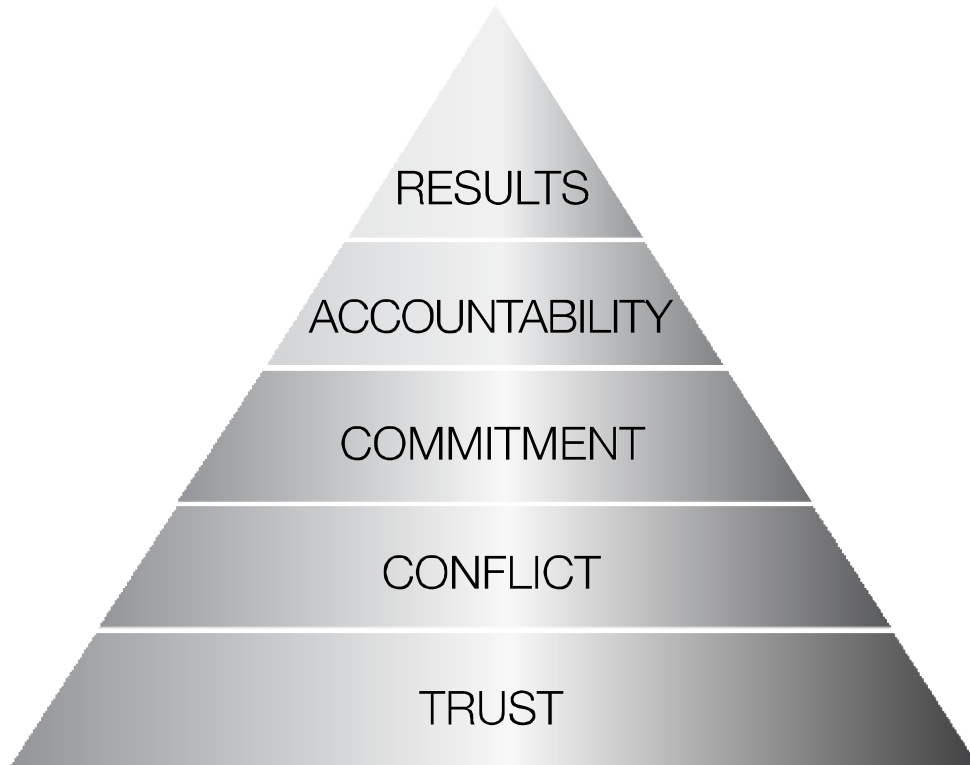 RESULTS
ACCOUNTABILITY
COMMITMENT
CONFLICT
TRUST